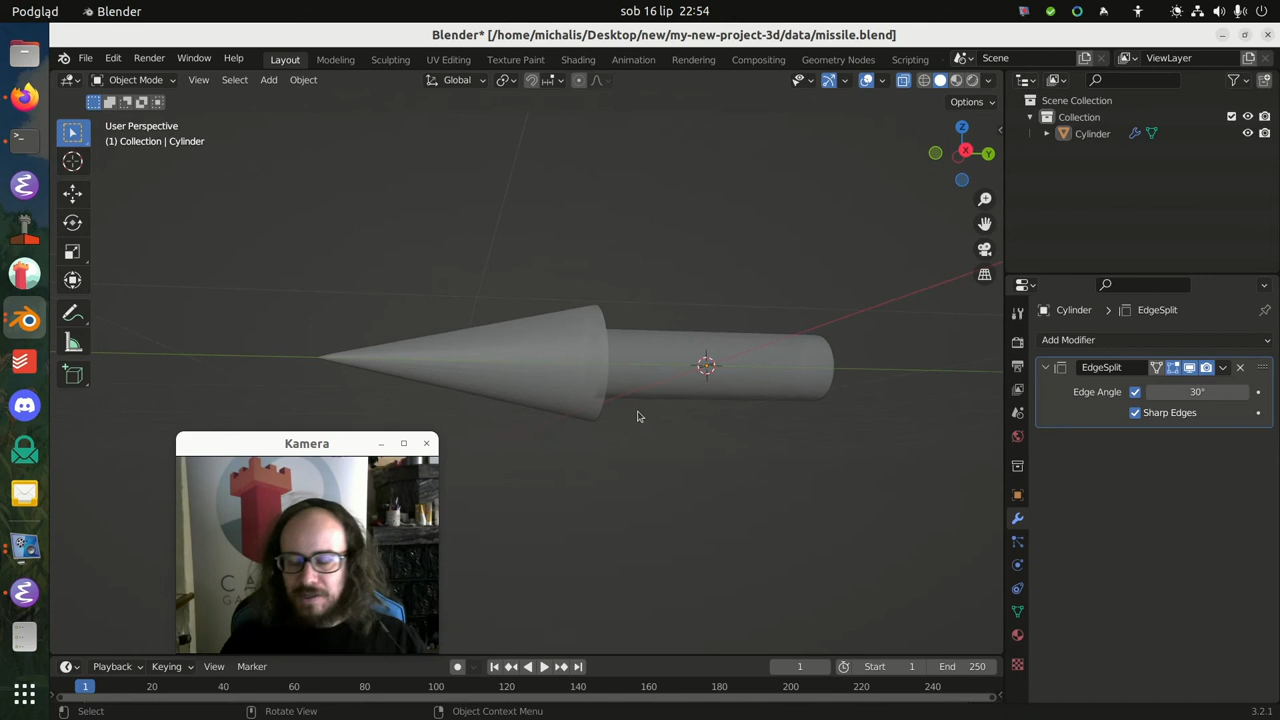 Podgląd
Blender
sob 16 lip 22:54
Blender* [/home/michalis/Desktop/new/my-new-project-3d/data/missile.blend]
File Edit Render Window Help
Layout Modeling Sculpting UV Editing Texture Paint Shading Animation Rendering Compositing Geometry Nodes Scripting
Scene
ViewLayer
Object Mode View Select Add Object
Global
Options
User Perspective
(1) Collection | Cylinder
Z
X
Y
Scene Collection
Collection
Cylinder
Cylinder EdgeSplit
Add Modifier
EdgeSplit
Edge Angle 30°
Sharp Edges
Kamera
CA
GA
Playback Keying View Marker
1
Start 1
End 250
1 20 40 60 80 100 120 140 160 180 200 220 240
Select
Rotate View
Object Context Menu
3.2.1